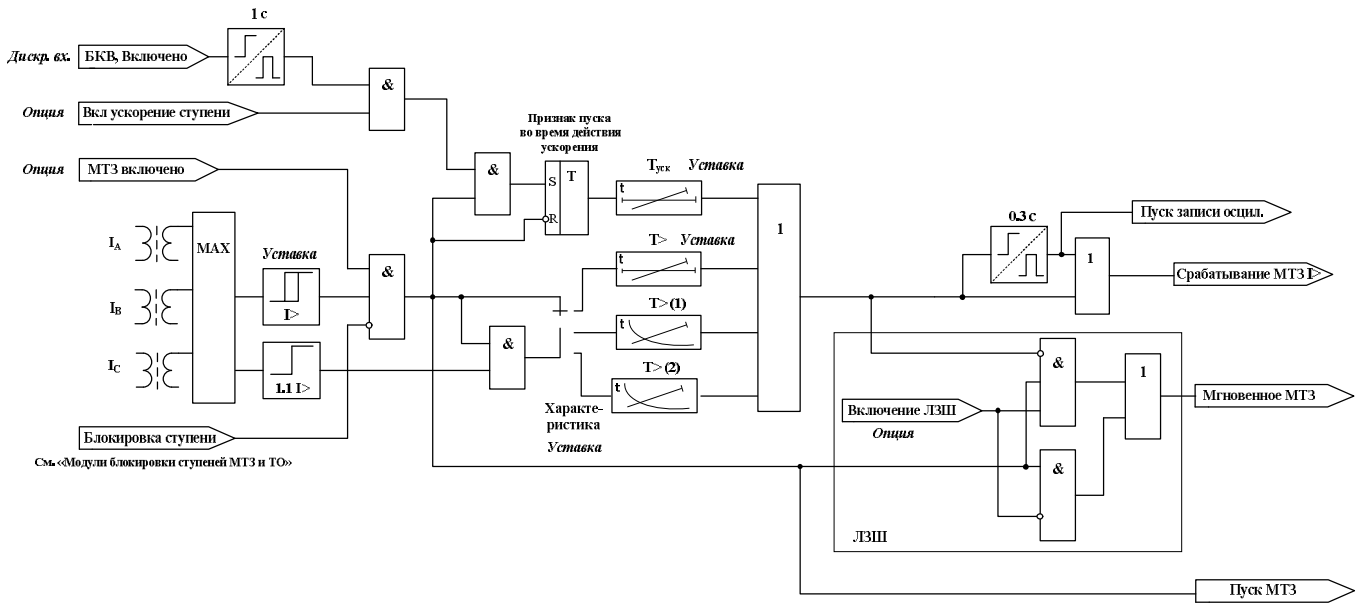 1 с
Дискр. вх.
БКВ, Включено
&
Опция
Вкл ускорение ступени
Признак пуска
во время действия
ускорения
Опция
МТЗ включено
&
S
T
R
Tуск
Уставка
t
1
0.3 с
Пуск записи осцил.
IA
MAX
Уставка
I>
&
T>
Уставка
t
1
Срабатывание МТЗ I>
IB
T>(1)
t
IC
1.1 I>
&
T>(2)
t
&
1
Мгновенное МТЗ
Характе-
ристика
Уставка
Включение ЛЗШ
Опция
Блокировка ступени
См. «Модули блокировки ступеней МТЗ и ТО»
&
ЛЗШ
Пуск МТЗ